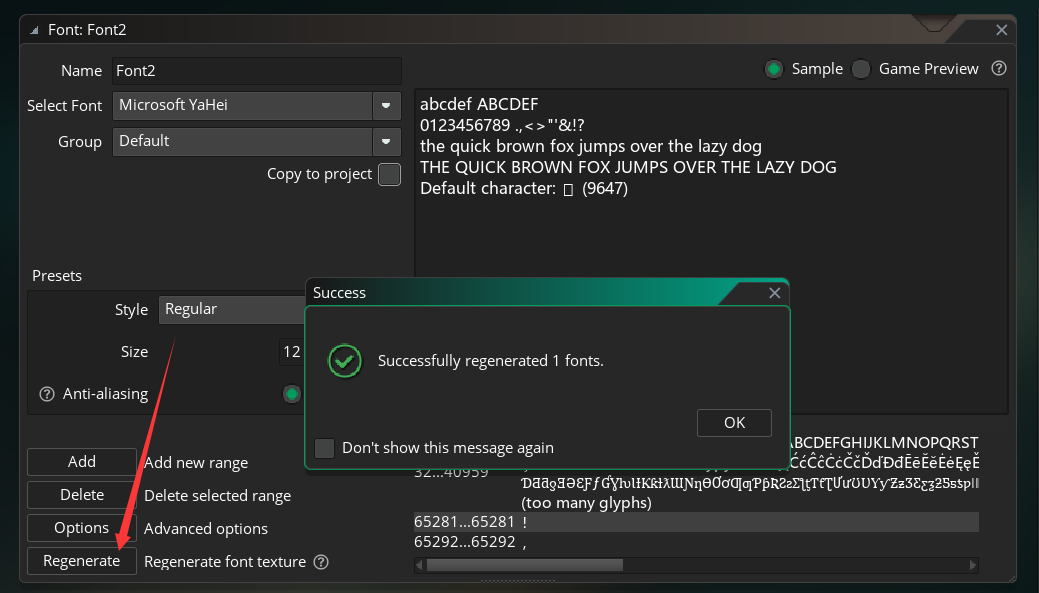 Font: Font2
Name Font2
Sample Game Preview ?
Select Font Microsoft YaHei
Group Default
Copy to project
abcdef ABCDEF
0123456789 .,<>"'&!?
the quick brown fox jumps over the lazy dog
THE QUICK BROWN FOX JUMPS OVER THE LAZY DOG
Default character: ▯ (9647)
Presets
Style Regular
Size 12
? Anti-aliasing
Success
Successfully regenerated 1 fonts.
OK
Don't show this message again
Add Add new range
Delete Delete selected range
Options Advanced options
Regenerate Regenerate font texture ?
ABCDEFGHIJKLMNOPQRST
32...40959
(too many glyphs)
65281...65281 !
65292...65292 ,